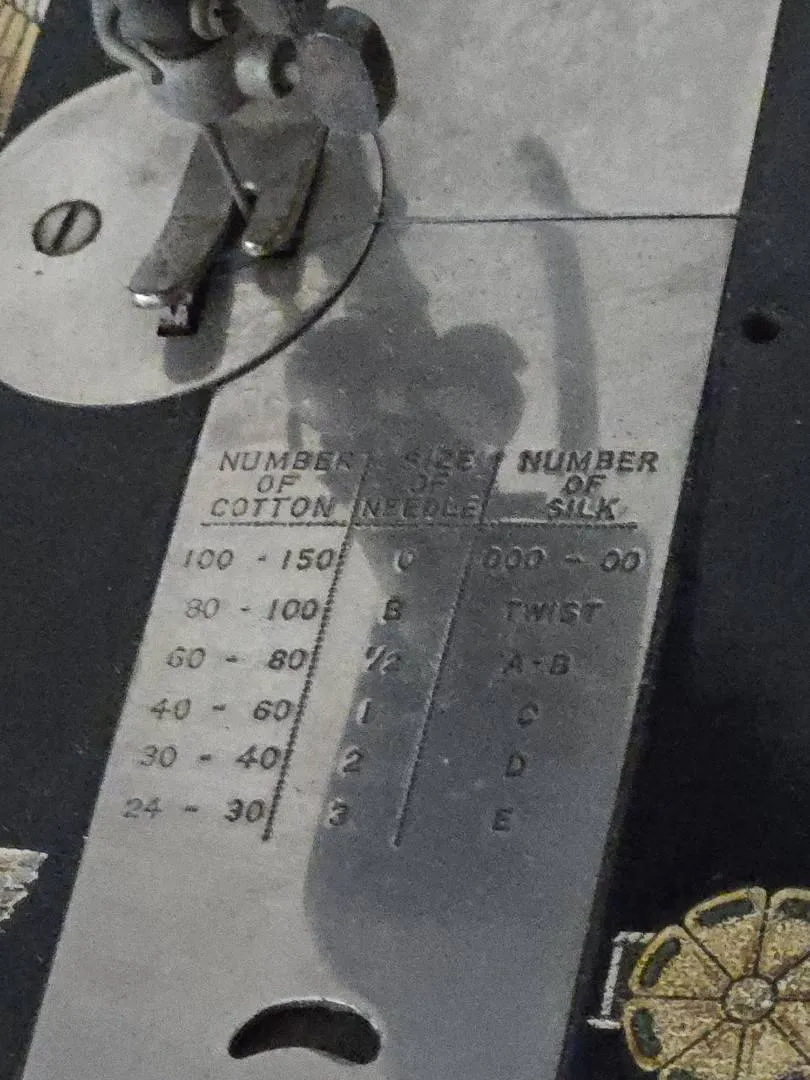 NUMBER OF COTTON SIZE OF NEEDLE NUMBER OF SILK
100 - 150 0 000 - 00
80 - 100 B TWIST
60 - 80 1/2 A-B
40 - 60 1 C
30 - 40 2 D
24 - 30 3 E